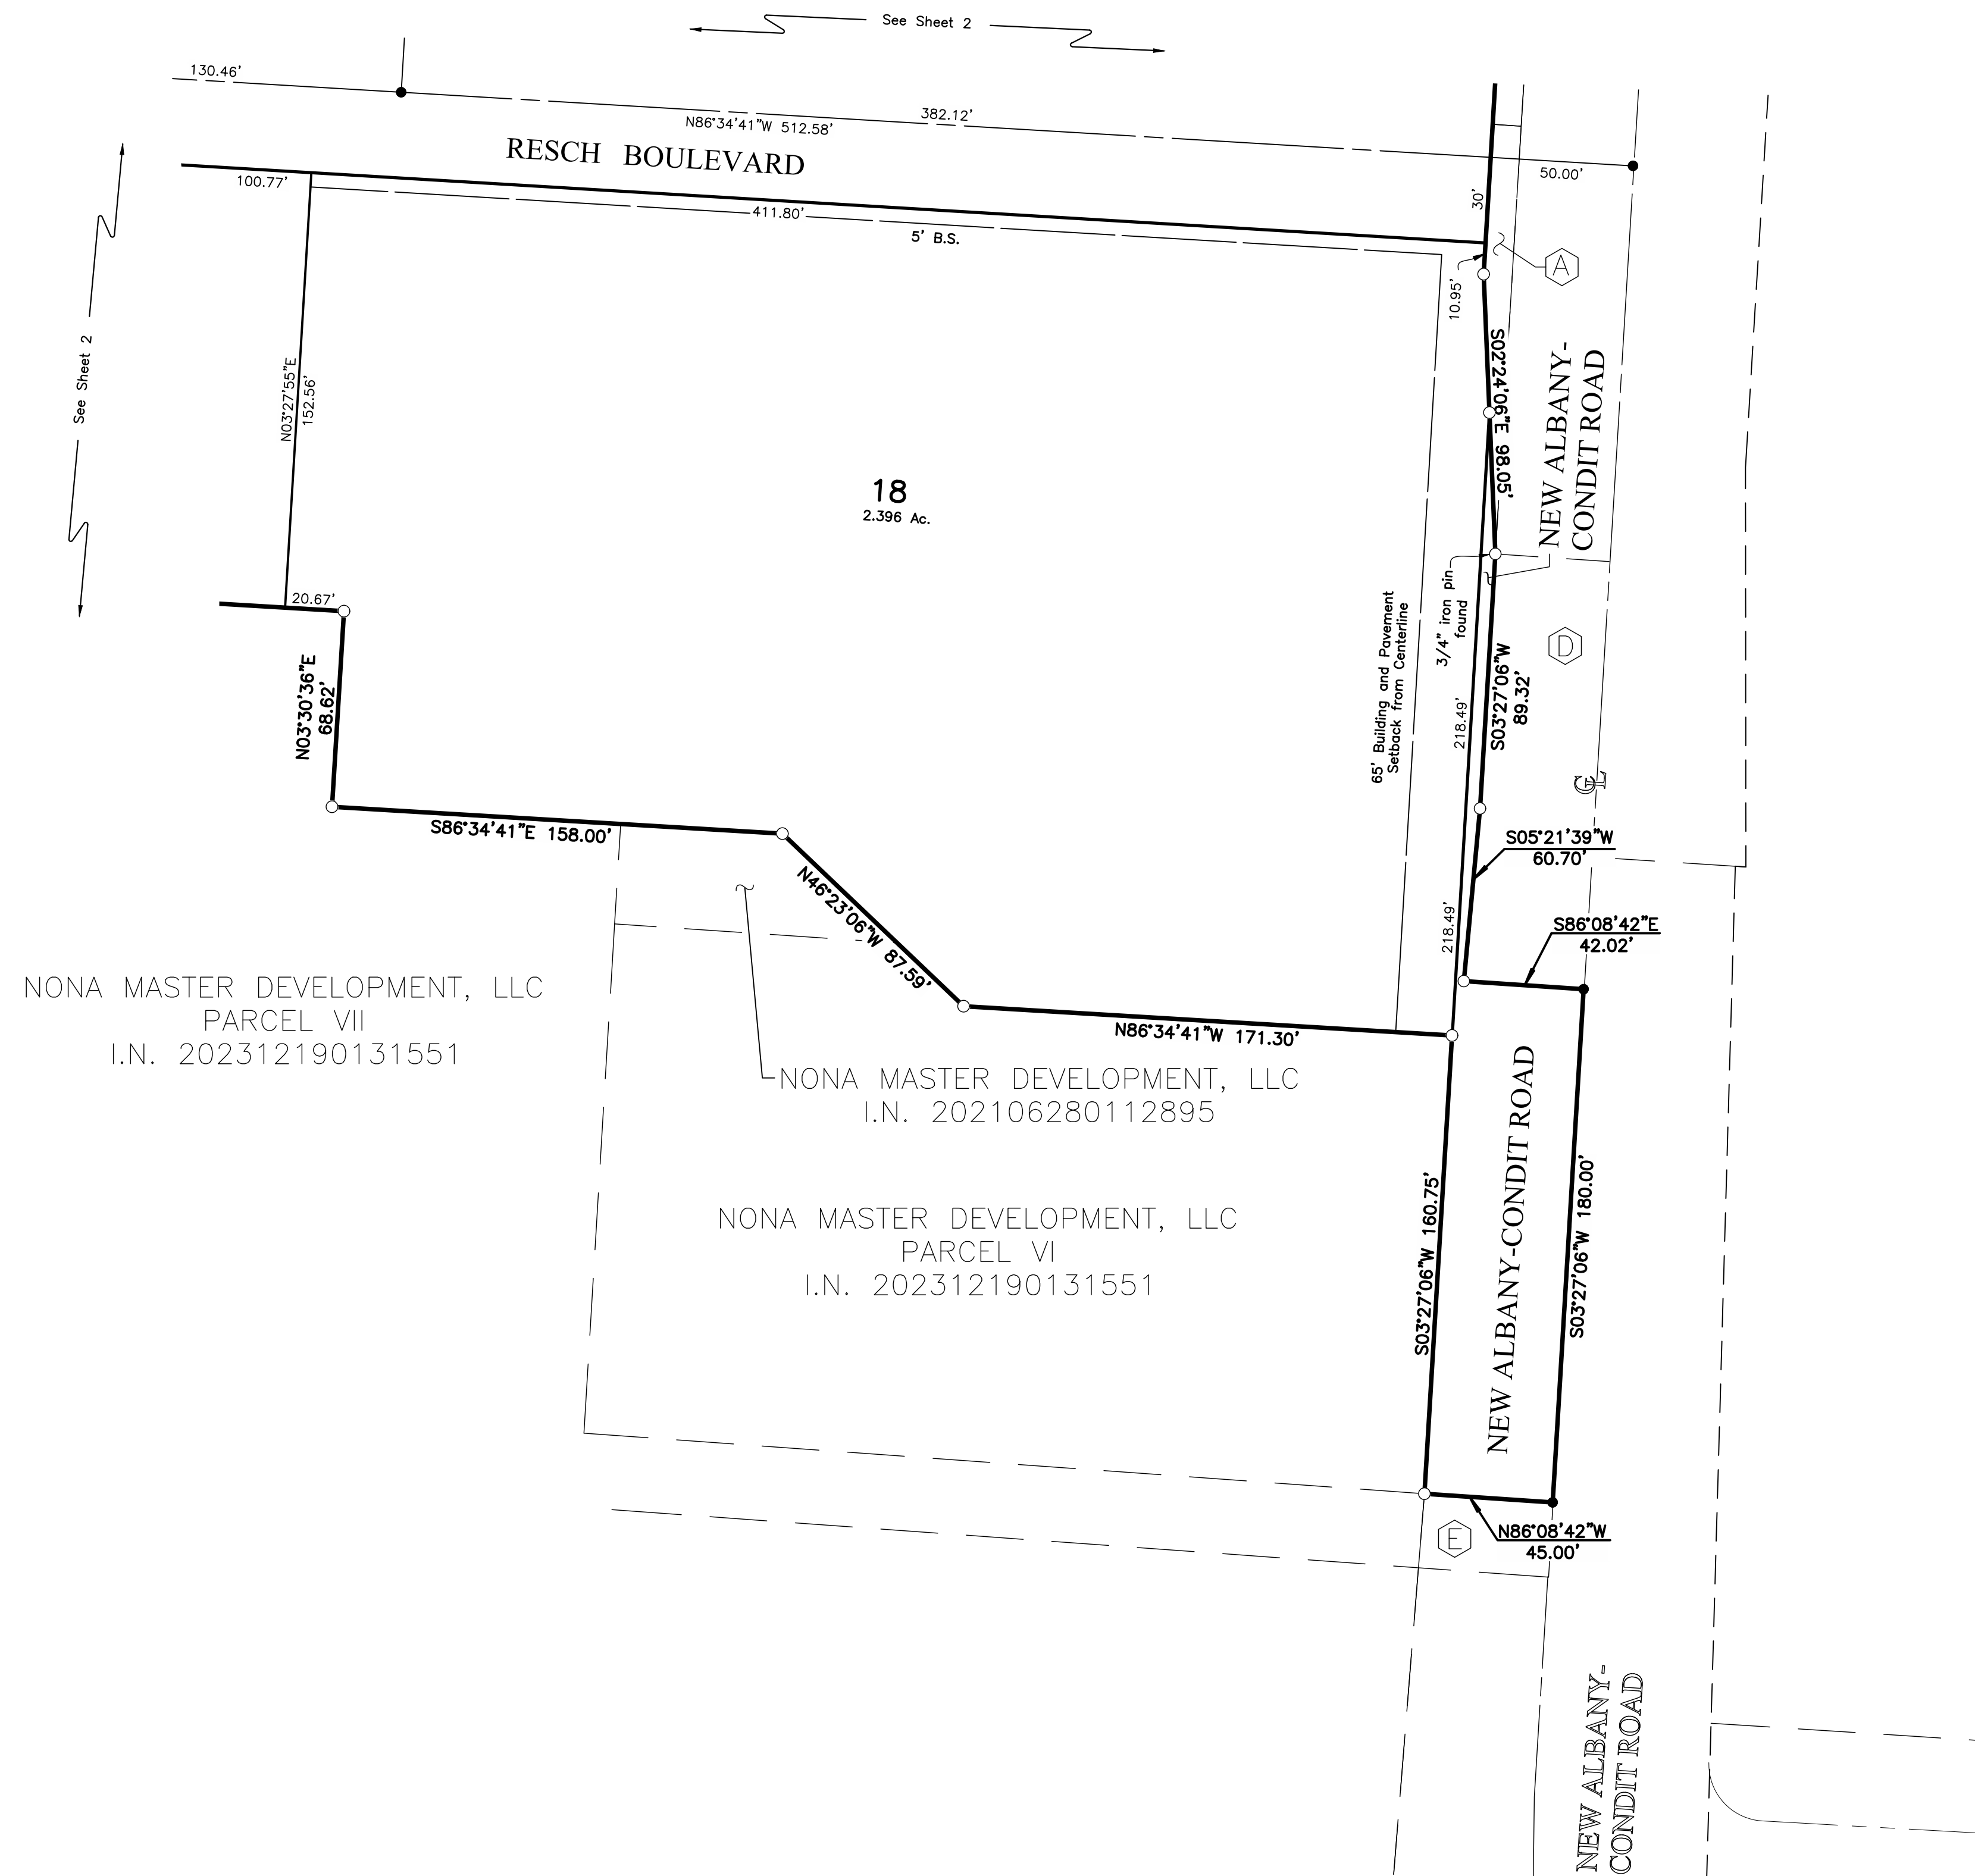 See Sheet 2
130.46'
382.12'
N86°34'41"W 512.58'
RESCH BOULEVARD
50.00'
100.77'
411.80'
5' B.S.
30'
10.95'
A
See Sheet 2
N03°27'55"E
152.56'
S02°24'06"E 98.05'
NEW ALBANY-
CONDIT ROAD
18
2.396 Ac.
20.67'
3/4" iron pin
found
65' Building and Pavement
Setback from Centerline
D
N03°30'36"E
68.62'
218.49'
S03°27'06"W
89.32'
CL
S86°34'41"E 158.00'
S05°21'39"W
60.70'
N46°23'06"W 87.59'
218.49'
S86°08'42"E
42.02'
NONA MASTER DEVELOPMENT, LLC
PARCEL VII
I.N. 202312190131551
N86°34'41"W 171.30'
NONA MASTER DEVELOPMENT, LLC
I.N. 202106280112895
NEW ALBANY-CONDIT ROAD
S03°27'06"W 160.75'
S03°27'06"W 180.00'
NONA MASTER DEVELOPMENT, LLC
PARCEL VI
I.N. 202312190131551
E
N86°08'42"W
45.00'
NEW ALBANY-
CONDIT ROAD